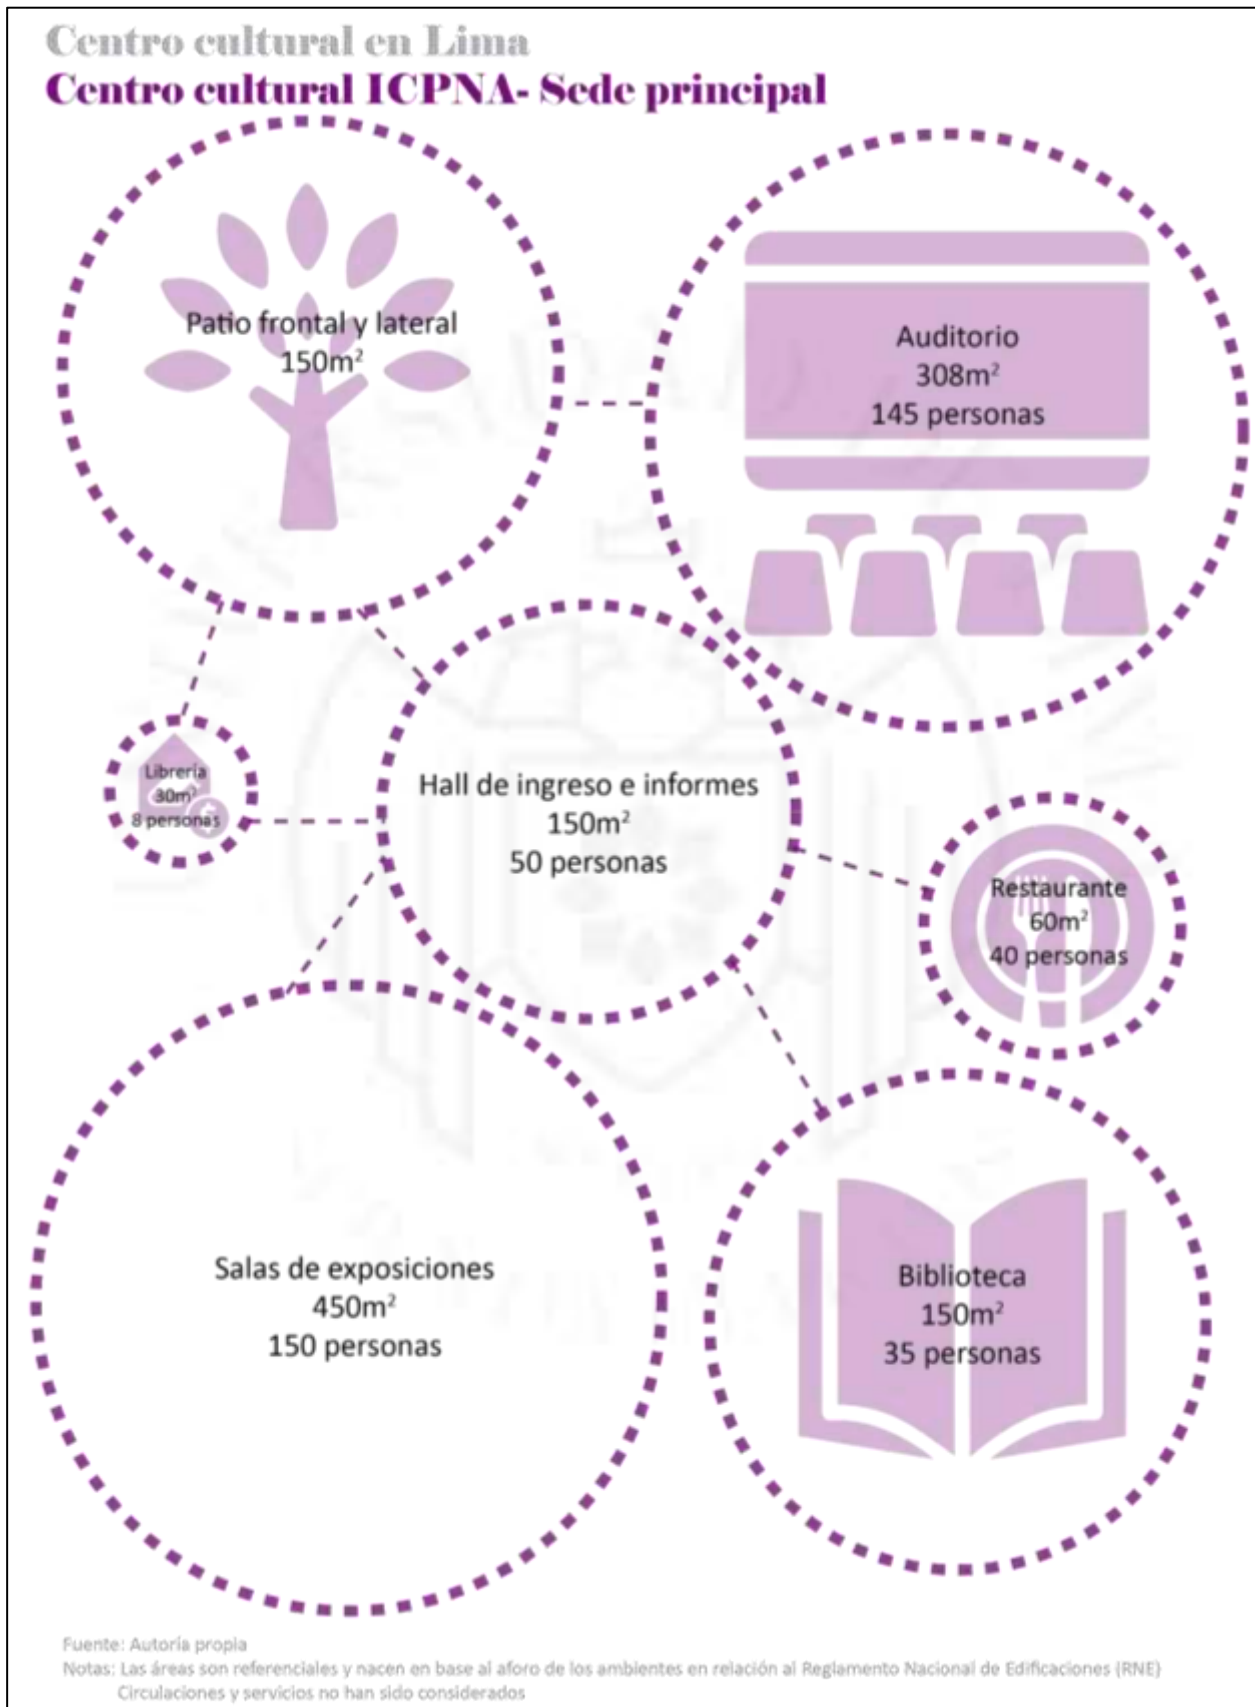 Centro cultural en Lima
Centro cultural ICPNA- Sede principal
Patio frontal y lateral
150m²
Auditorio
308m²
145 personas
Librería
30m²
8 personas
Hall de ingreso e informes
150m²
50 personas
Restaurante
60m²
40 personas
Salas de exposiciones
450m²
150 personas
Biblioteca
150m²
35 personas
Fuente: Autoría propia
Notas: Las áreas son referenciales y nacen en base al aforo de los ambientes en relación al Reglamento Nacional de Edificaciones (RNE)
Circulaciones y servicios no han sido considerados